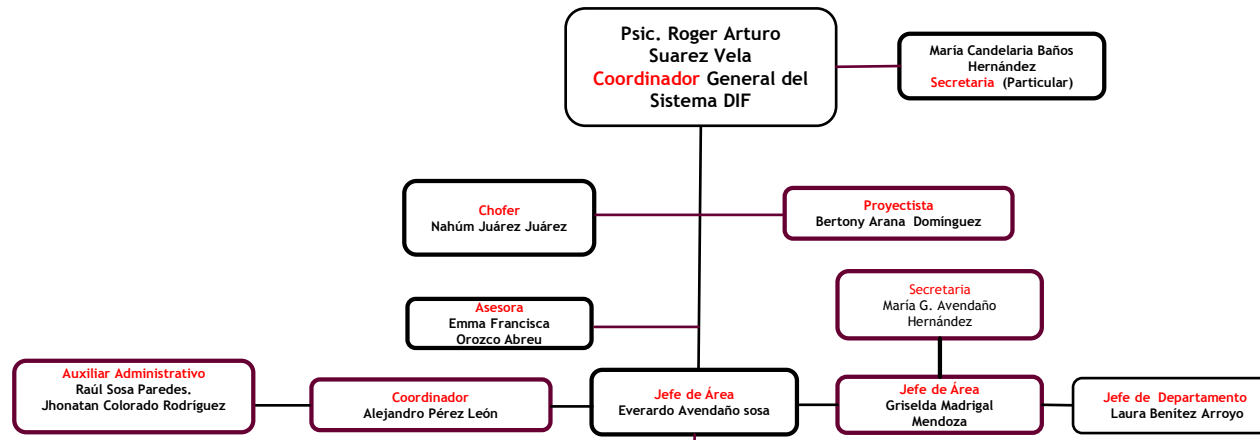 Psic. Roger Arturo
Suarez Vela
Coordinador General del
Sistema DIF
María Candelaria Baños
Hernández
Secretaria (Particular)
Chofer
Nahúm Juárez Juárez
Proyectista
Bertony Arana Domínguez
Asesora
Emma Francisca
Orozco Abreu
Secretaria
María G. Avendaño
Hernández
Auxiliar Administrativo
Raúl Sosa Paredes.
Jhonatan Colorado Rodríguez
Coordinador
Alejandro Pérez León
Jefe de Área
Everardo Avendaño sosa
Jefe de Área
Griselda Madrigal
Mendoza
Jefe de Departamento
Laura Benítez Arroyo